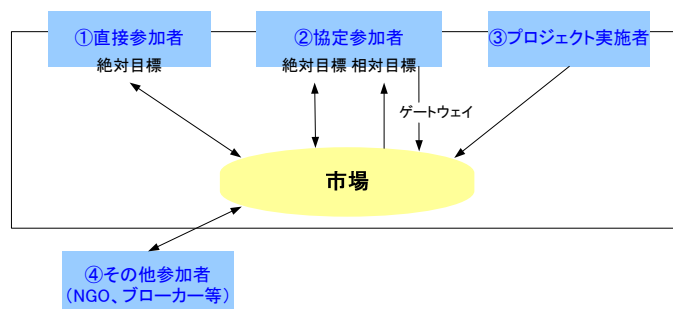 ①直接参加者
②協定参加者
③プロジェクト実施者
絶対目標
絶対目標 相対目標
ゲートウェイ
市場
④その他参加者
(NGO、ブローカー等)